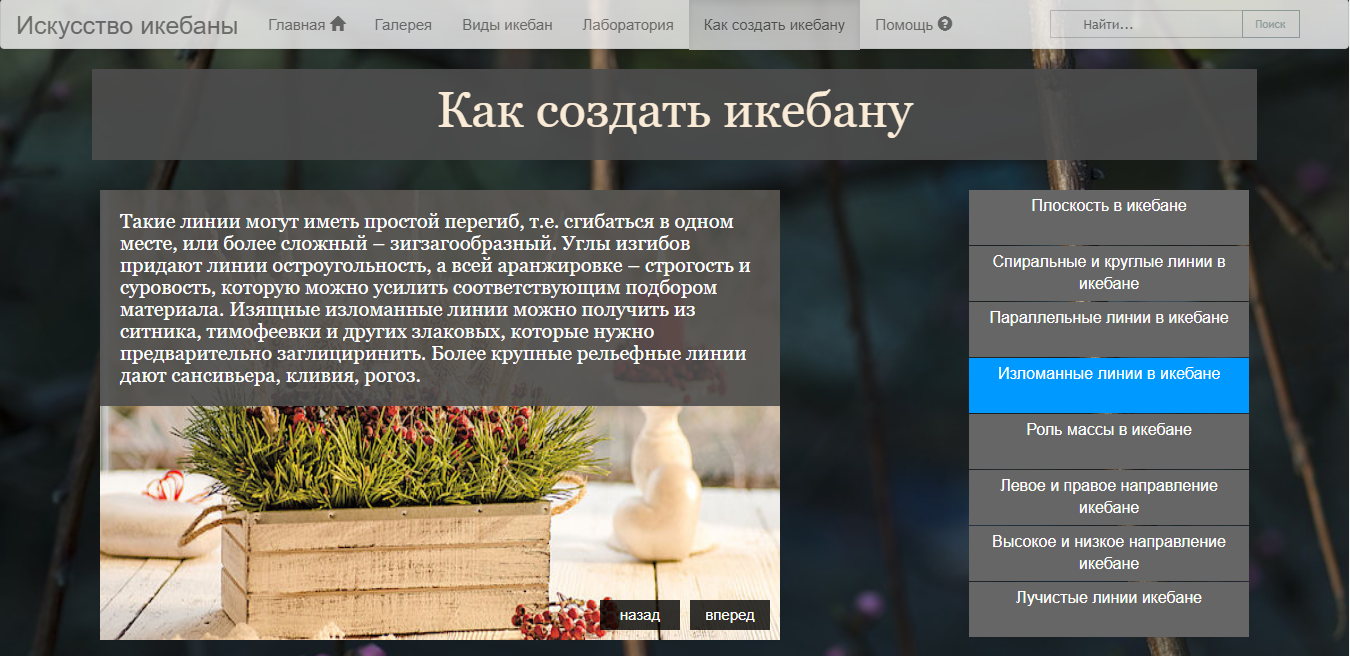 Искусство икебаны
Главная
Галерея
Виды икебан
Лаборатория
Как создать икебану
Помощь
Найти...
Поиск
Как создать икебану
Такие линии могут иметь простой перегиб, т.е. сгибаться в одном
месте, или более сложный – зигзагообразный. Углы изгибов
придают линии остроугольность, а всей аранжировке – строгость и
суровость, которую можно усилить соответствующим подбором
материала. Изящные изломанные линии можно получить из
ситника, тимофеевки и других злаковых, которые нужно
предварительно заглициринить. Более крупные рельефные линии
дают сансивьера, кливия, рогоз.
назад
вперед
Плоскость в икебане
Спиральные и круглые линии в
икебане
Параллельные линии в икебане
Изломанные линии в икебане
Роль массы в икебане
Левое и правое направление
икебане
Высокое и низкое направление
икебане
Лучистые линии икебане